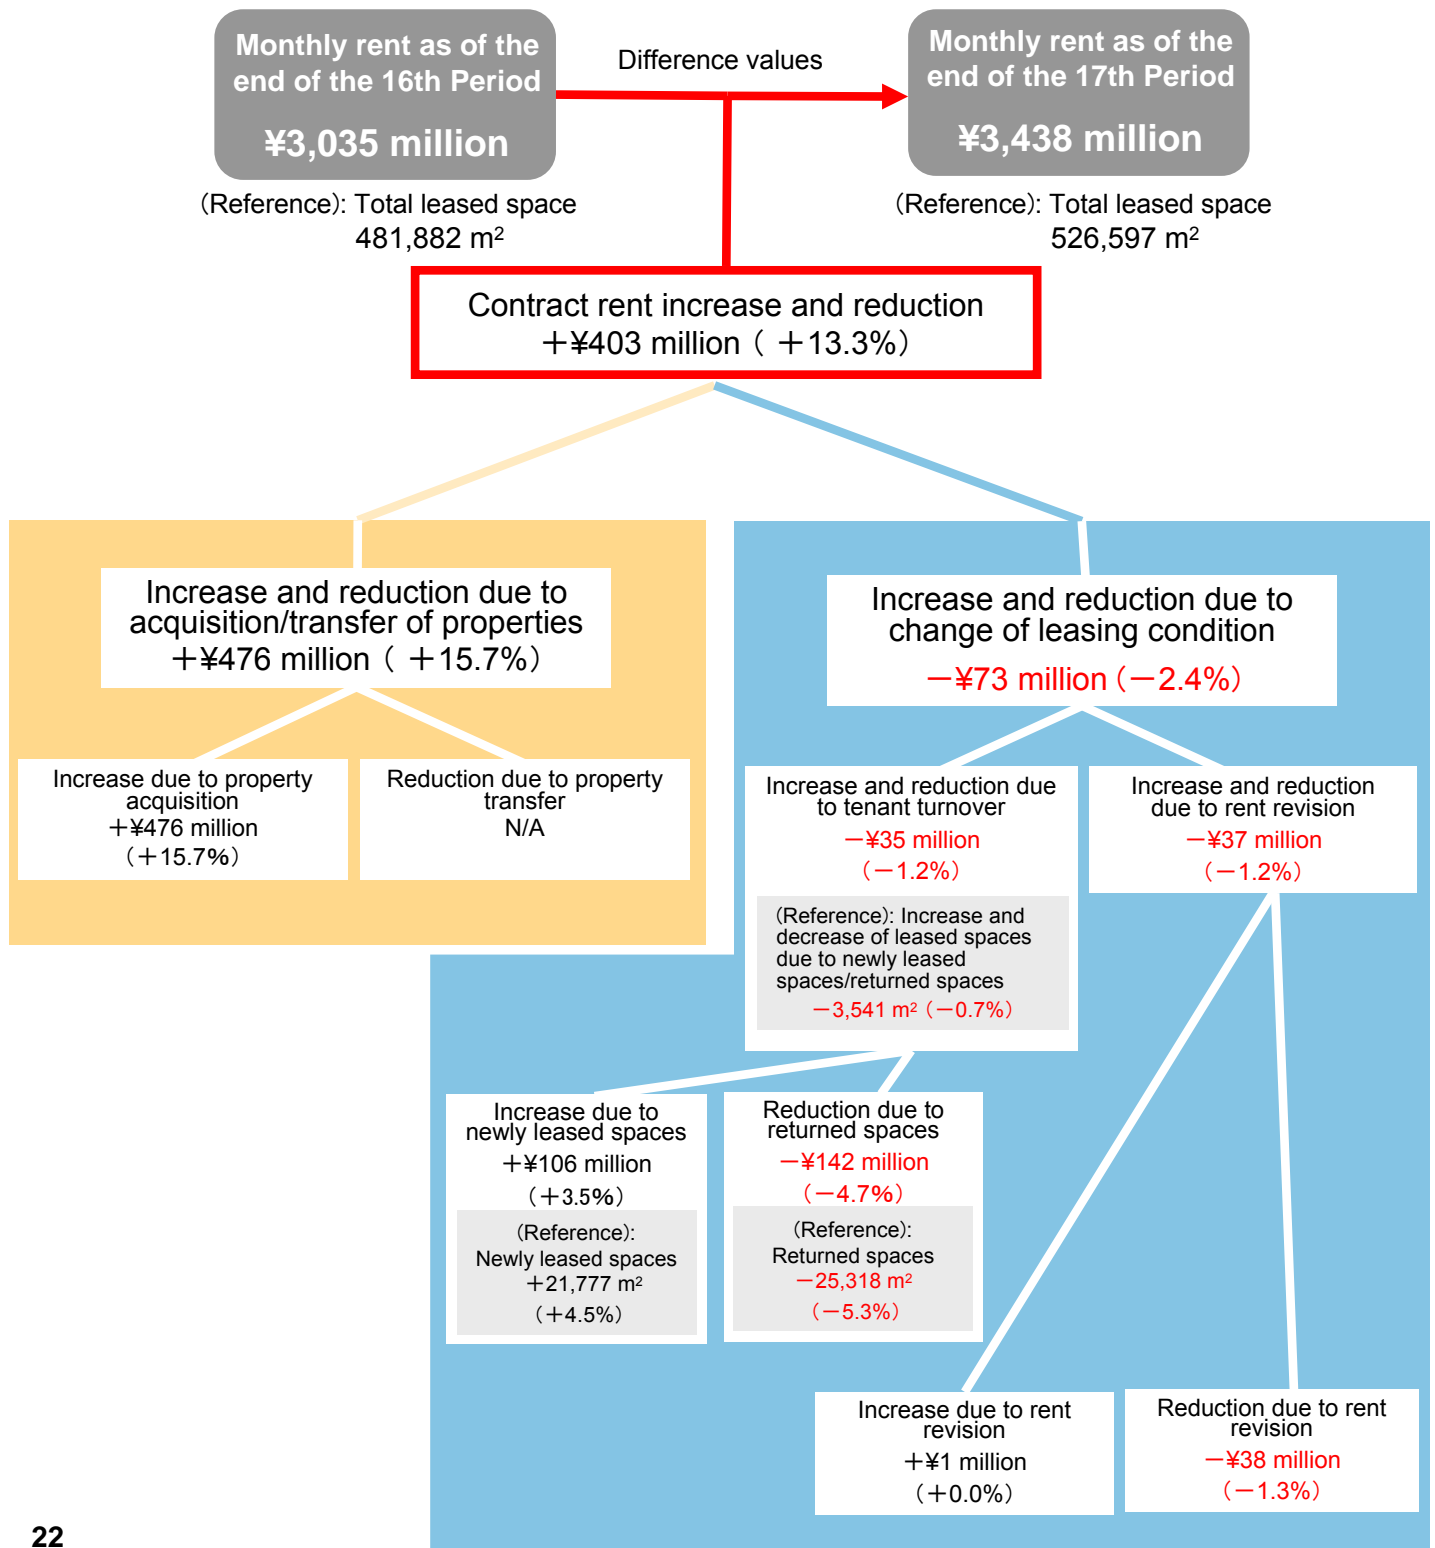 Monthly rent as of the
end of the 16th Period
¥3,035 million
Difference values
Monthly rent as of the
end of the 17th Period
¥3,438 million
（Reference）: Total leased space
481,882 m²
（Reference）: Total leased space
526,597 m²
Contract rent increase and reduction
＋¥403 million（ ＋13.3%）
Increase and reduction due to
acquisition/transfer of properties
＋¥476 million（ ＋15.7%）
Increase and reduction due to
change of leasing condition
－¥73 million（－2.4%）
Increase due to property
acquisition
＋¥476 million
（＋15.7%）
Reduction due to property
transfer
N/A
Increase and reduction due
to tenant turnover
－¥35 million
（－1.2%）
（Reference）: Increase and
decrease of leased spaces
due to newly leased
spaces/returned spaces
－3,541 m²（－0.7%）
Increase and reduction
due to rent revision
－¥37 million
（－1.2%）
Increase due to
newly leased spaces
＋¥106 million
（＋3.5%）
（Reference）:
Newly leased spaces
＋21,777 m²
（＋4.5%）
Reduction due to
returned spaces
－¥142 million
（－4.7%）
（Reference）:
Returned spaces
－25,318 m²
（－5.3%）
Increase due to rent
revision
＋¥1 million
（＋0.0%）
Reduction due to rent
revision
－¥38 million
（－1.3%）
22